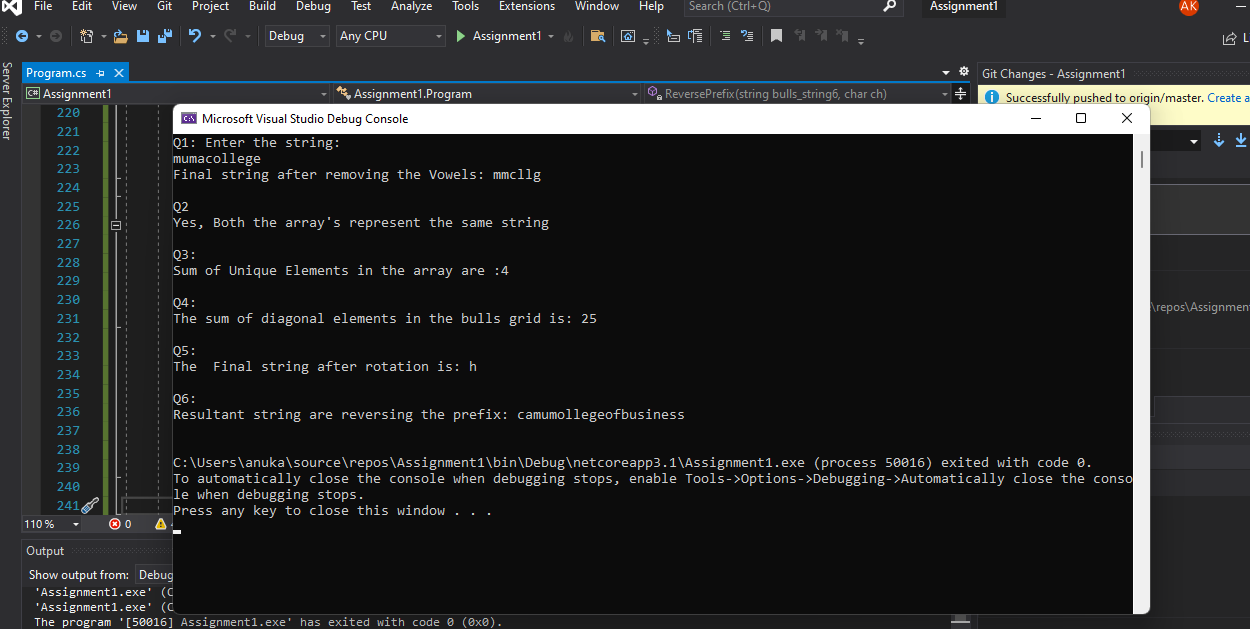 File Edit View Git Project Build Debug Test Analyze Tools Extensions Window Help Search (Ctrl+Q) Assignment1 AK
Debug Any CPU Assignment1
Server Explorer
Program.cs
Git Changes - Assignment1
Assignment1 Assignment1.Program ReversePrefix(string bulls_string6, char ch)
Successfully pushed to origin/master. Create a
220
221
222
223
224
225
226
227
228
229
230
231
232
233
234
235
236
237
238
239
240
241
Microsoft Visual Studio Debug Console
Q1: Enter the string:
mumacollege
Final string after removing the Vowels: mmcllg
Q2
Yes, Both the array's represent the same string
Q3:
Sum of Unique Elements in the array are :4
Q4:
The sum of diagonal elements in the bulls grid is: 25
Q5:
The  Final string after rotation is: h
Q6:
Resultant string are reversing the prefix: camumollegeofbusiness
C:\Users\anuka\source\repos\Assignment1\bin\Debug\netcoreapp3.1\Assignment1.exe (process 50016) exited with code 0.
To automatically close the console when debugging stops, enable Tools->Options->Debugging->Automatically close the conso
le when debugging stops.
Press any key to close this window . . .
\repos\Assignmen
110 % 0
Output
Show output from: Debug
'Assignment1.exe' (C
'Assignment1.exe' (C
The program '[50016] Assignment1.exe' has exited with code 0 (0x0).